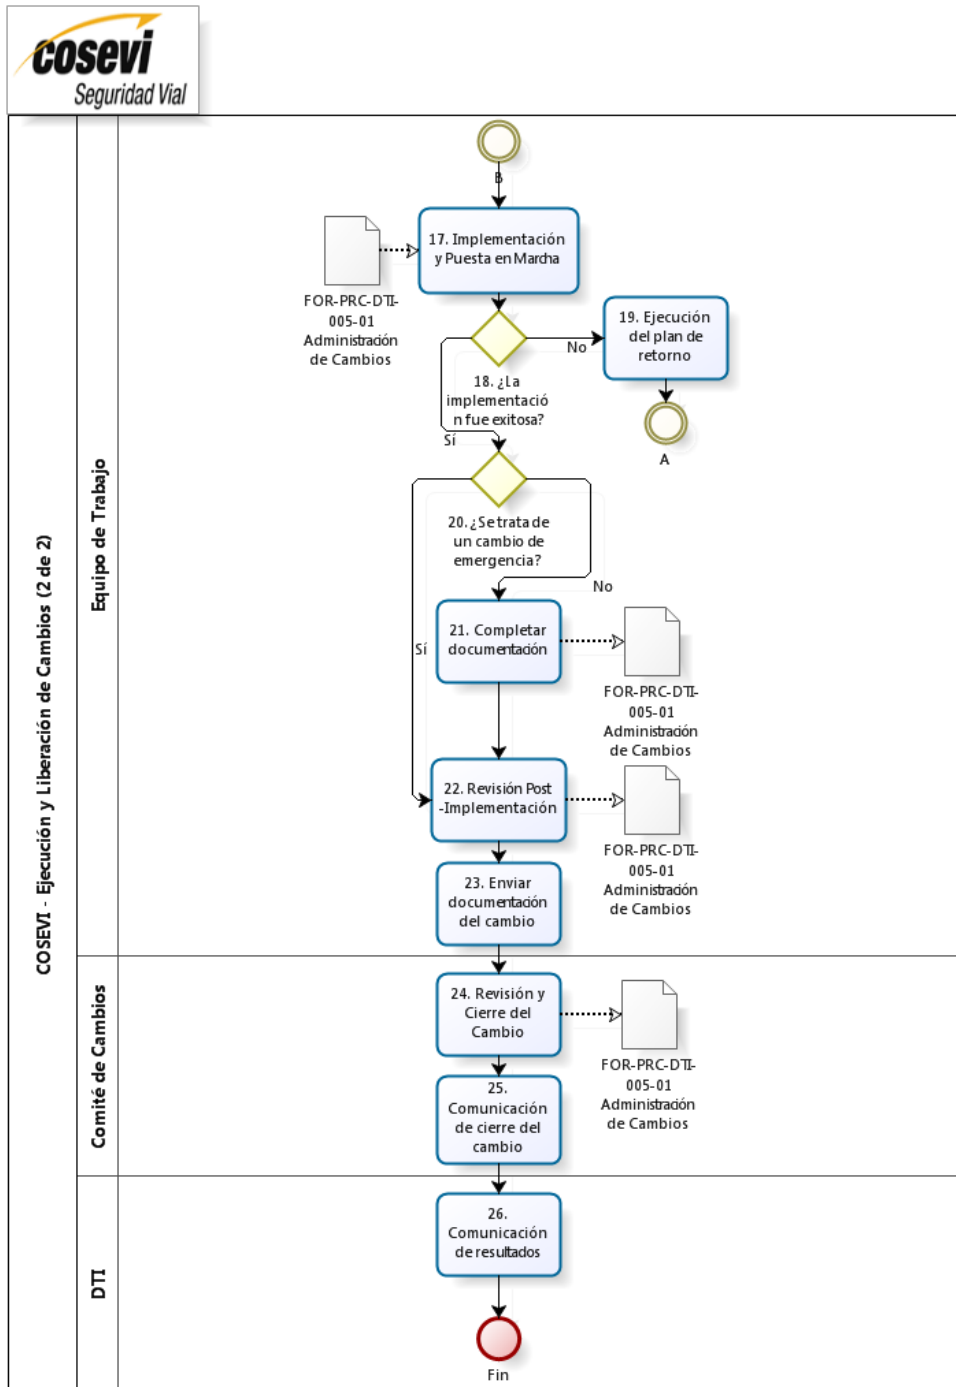 cosevi
Seguridad Vial
COSEVI - Ejecución y Liberación de Cambios (2 de 2)
Equipo de Trabajo
B
17. Implementación
y Puesta en Marcha
FOR-PRC-DTI-
005-01
Administración
de Cambios
18. ¿La
implementació
n fue exitosa?
No
19. Ejecución
del plan de
retorno
A
Sí
20. ¿Se trata de
un cambio de
emergencia?
No
Sí
21. Completar
documentación
FOR-PRC-DTI-
005-01
Administración
de Cambios
22. Revisión Post
-Implementación
FOR-PRC-DTI-
005-01
Administración
de Cambios
23. Enviar
documentación
del cambio
Comité de Cambios
24. Revisión y
Cierre del
Cambio
FOR-PRC-DTI-
005-01
Administración
de Cambios
25.
Comunicación
de cierre del
cambio
DTI
26.
Comunicación
de resultados
Fin